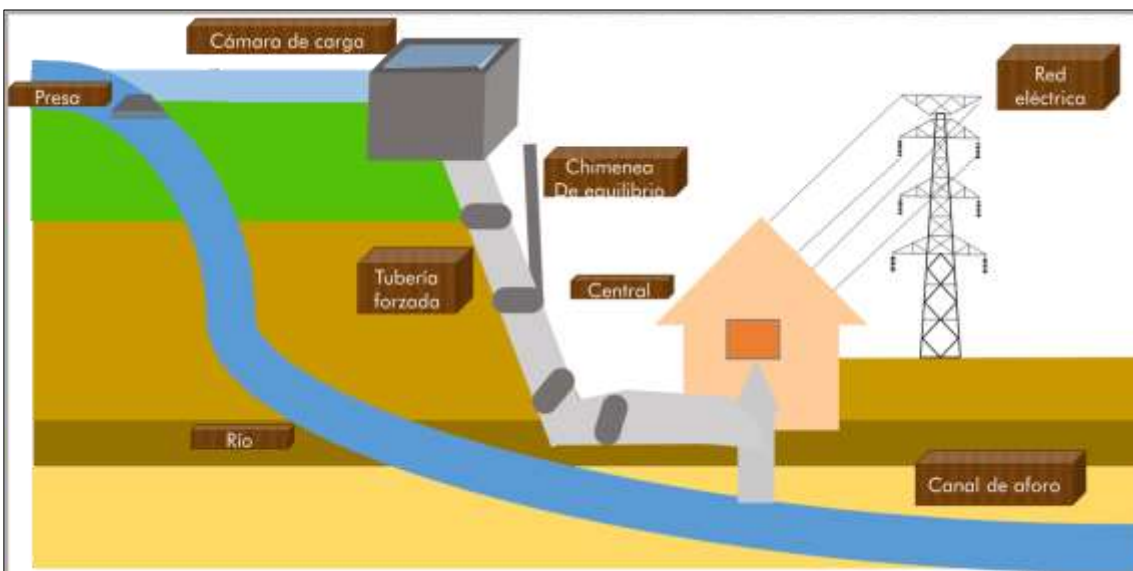 Cámara de carga
Presa
Red
eléctrica
Chimenea
De equilibrio
Tubería
forzada
Central
Río
Canal de aforo